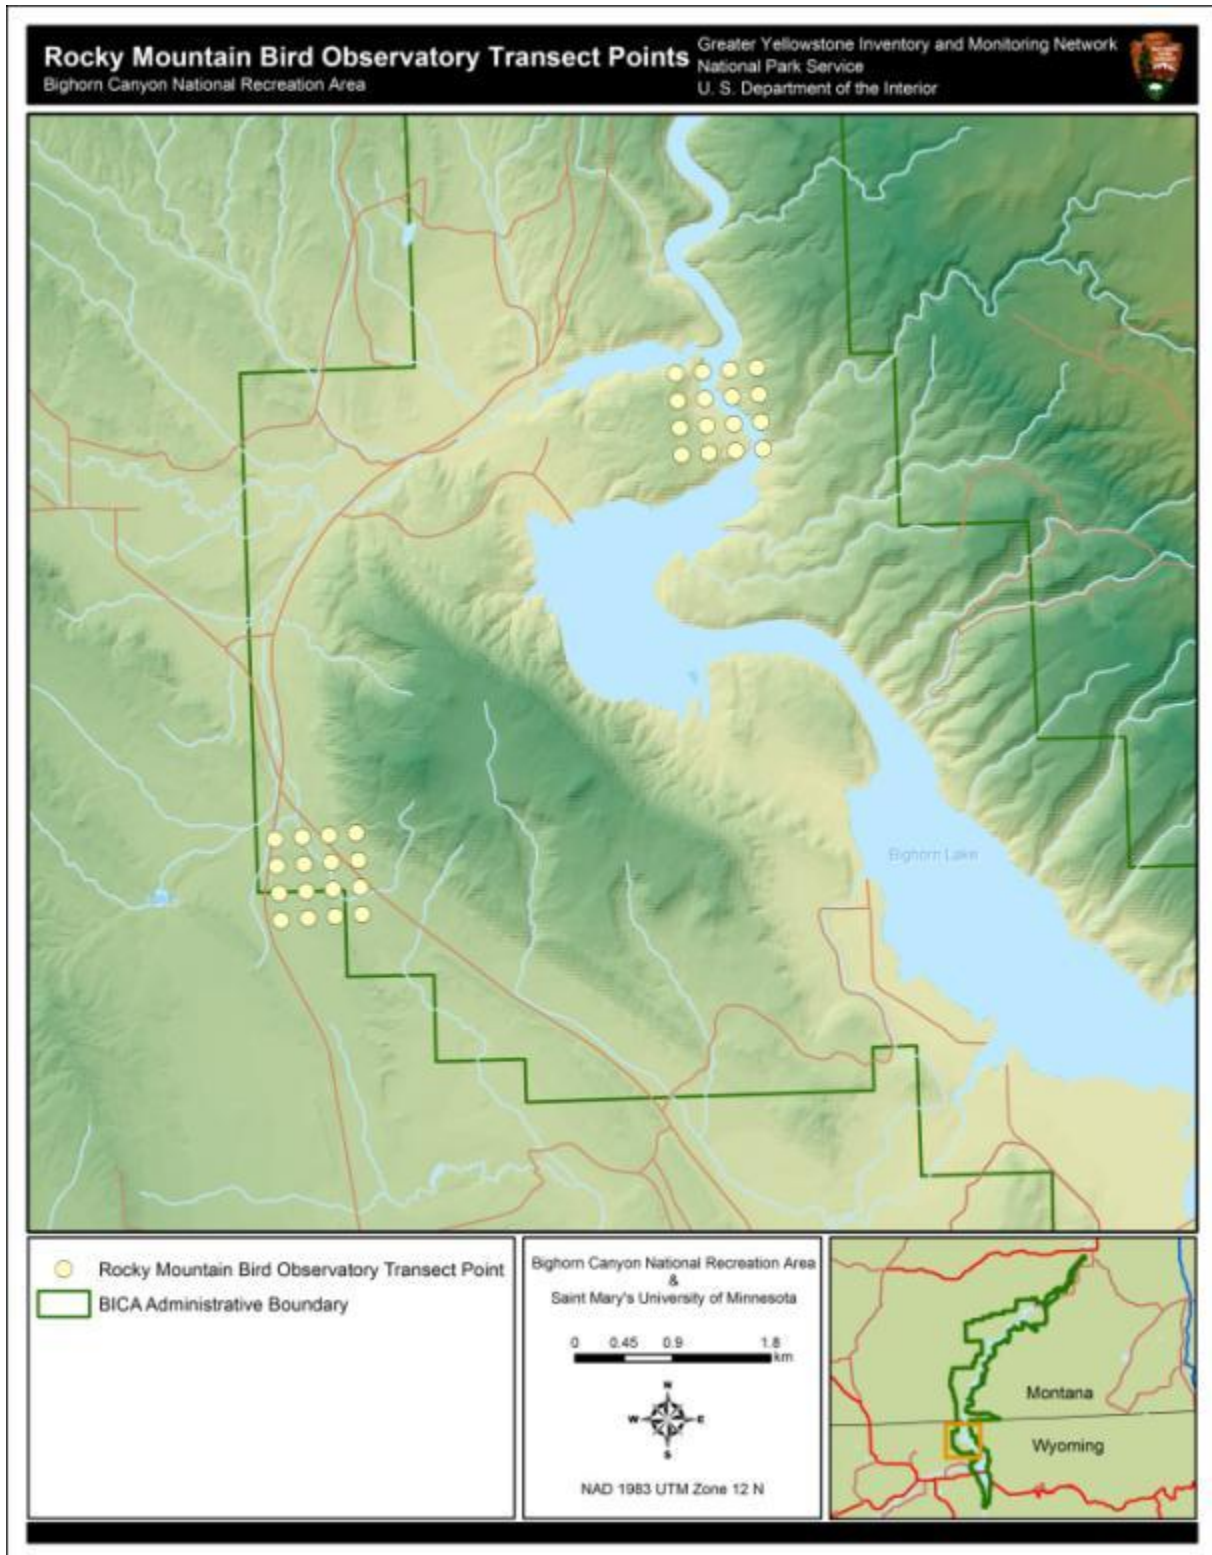 Rocky Mountain Bird Observatory Transect Points
Bighorn Canyon National Recreation Area
Greater Yellowstone Inventory and Monitoring Network
National Park Service
U. S. Department of the Interior
Bighorn Lake
Rocky Mountain Bird Observatory Transect Point
BICA Administrative Boundary
Bighorn Canyon National Recreation Area
&
Saint Mary's University of Minnesota
0 0.45 0.9 1.8
km
N
W E
S
NAD 1983 UTM Zone 12 N
Montana
Wyoming